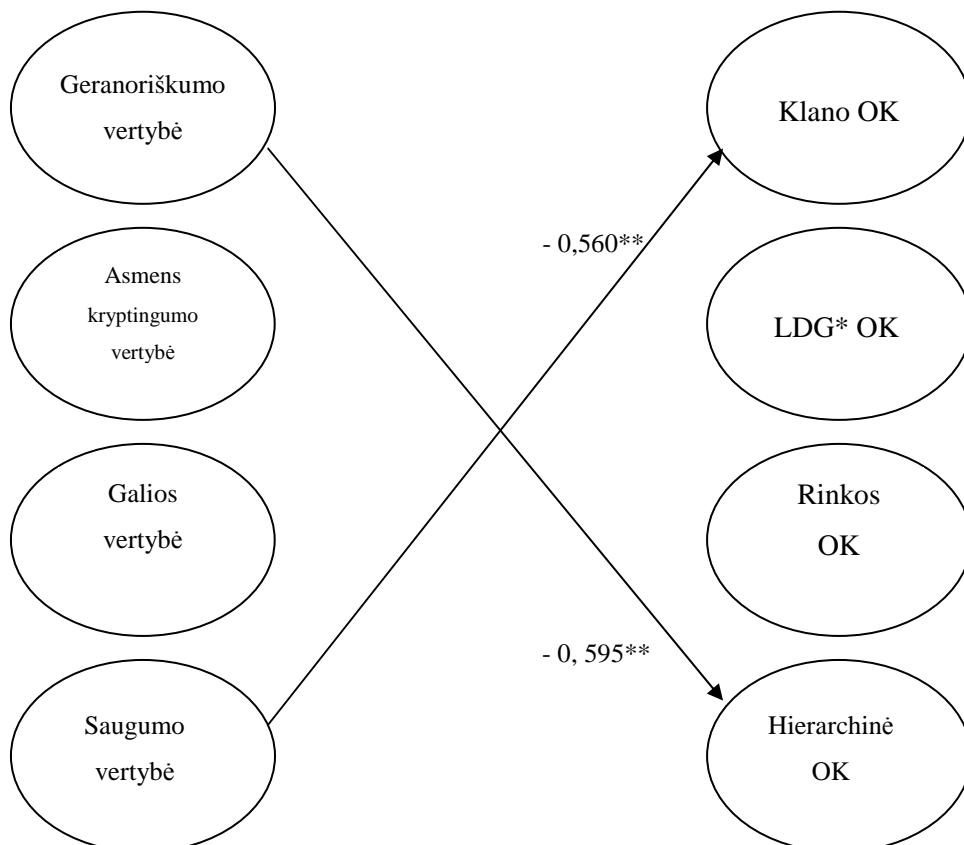 Geranoriškumo
vertybė
Klano OK
- 0,560**
Asmens
kryptingumo
vertybė
LDG* OK
Galios
vertybė
Rinkos
OK
- 0, 595**
Saugumo
vertybė
Hierarchinė
OK